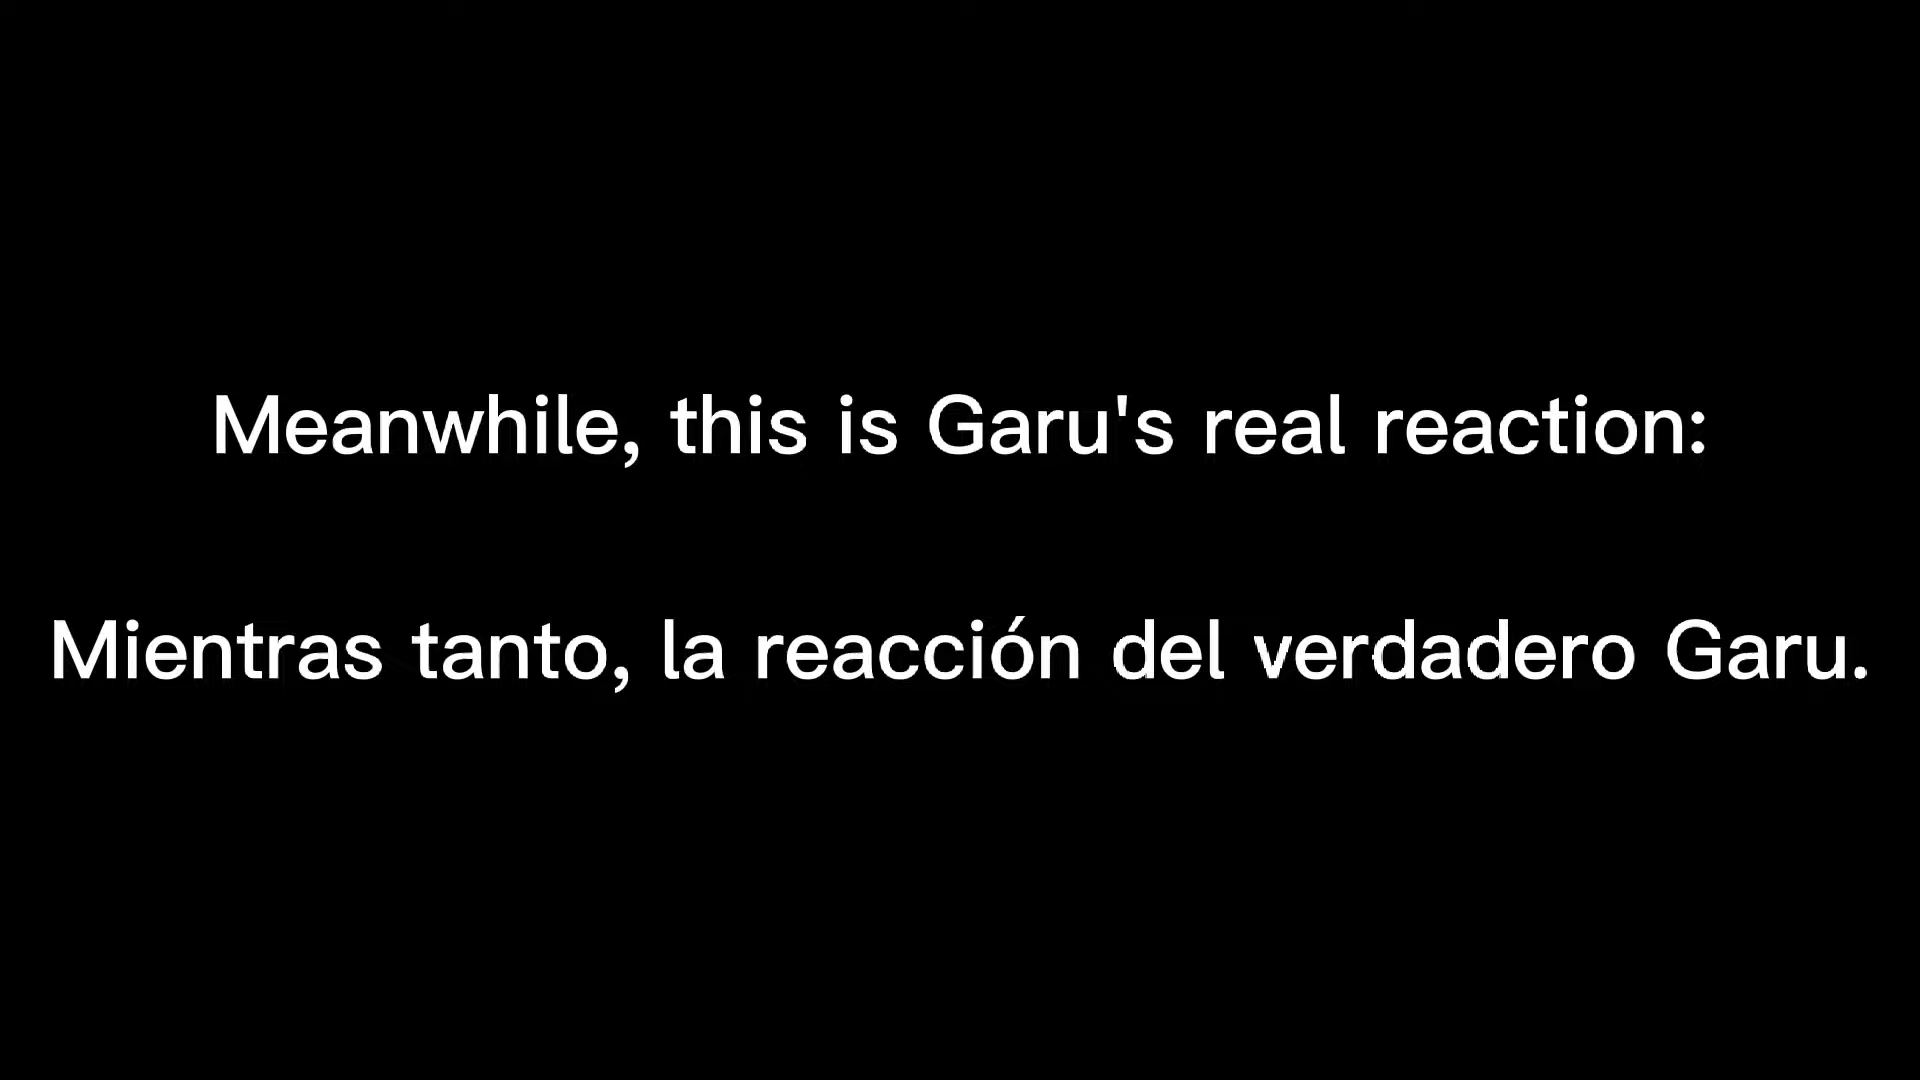 Meanwhile, this is Garu's real reaction:
Mientras tanto, la reacción del verdadero Garu.